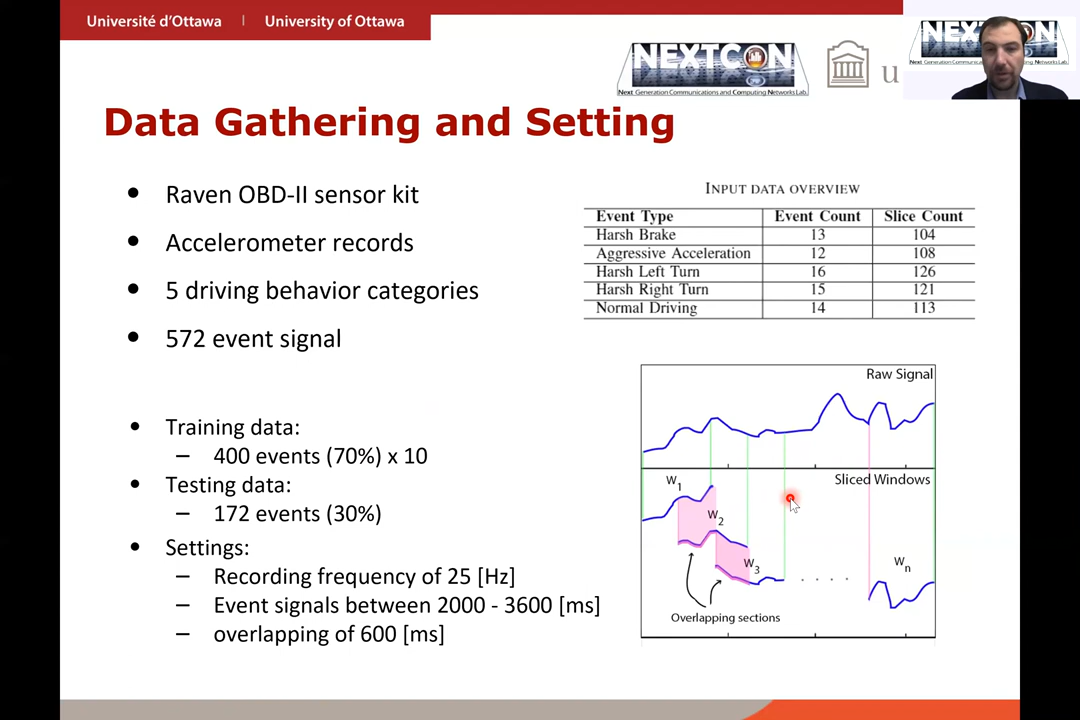 Université d'Ottawa | University of Ottawa
NEXTCON
Next Generation Communications and Computing Networks Lab.
u
NEXT
Data Gathering and Setting
• Raven OBD-II sensor kit
• Accelerometer records
• 5 driving behavior categories
• 572 event signal
• Training data:
– 400 events (70%) x 10
• Testing data:
– 172 events (30%)
• Settings:
– Recording frequency of 25 [Hz]
– Event signals between 2000 - 3600 [ms]
– overlapping of 600 [ms]
INPUT DATA OVERVIEW
Event Type Event Count Slice Count
Harsh Brake 13 104
Aggressive Acceleration 12 108
Harsh Left Turn 16 126
Harsh Right Turn 15 121
Normal Driving 14 113
Raw Signal
Sliced Windows
W1
W2
W3
Wn
Overlapping sections